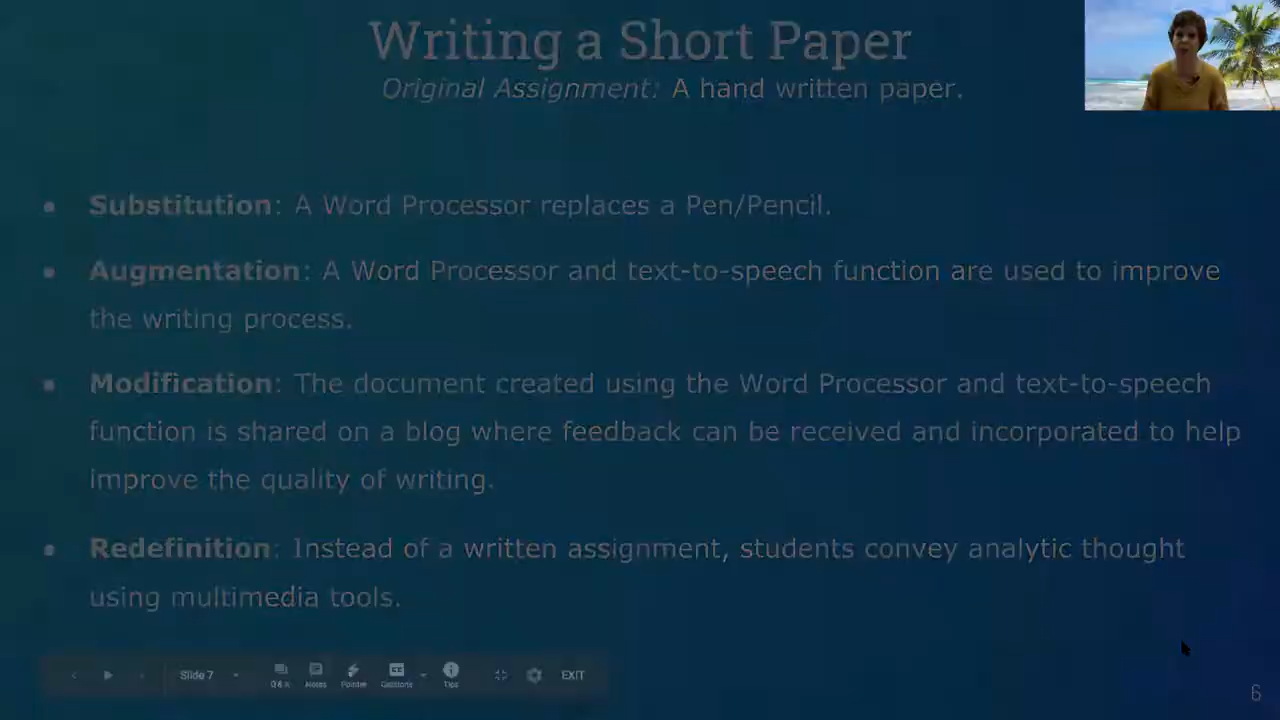 Writing a Short Paper
Original Assignment: A hand written paper.
● Substitution: A Word Processor replaces a Pen/Pencil.
● Augmentation: A Word Processor and text-to-speech function are used to improve
the writing process.
● Modification: The document created using the Word Processor and text-to-speech
function is shared on a blog where feedback can be received and incorporated to help
improve the quality of writing.
● Redefinition: Instead of a written assignment, students convey analytic thought
using multimedia tools.
Slide 7
Q & A Notes Pointer Captions Tips EXIT
6